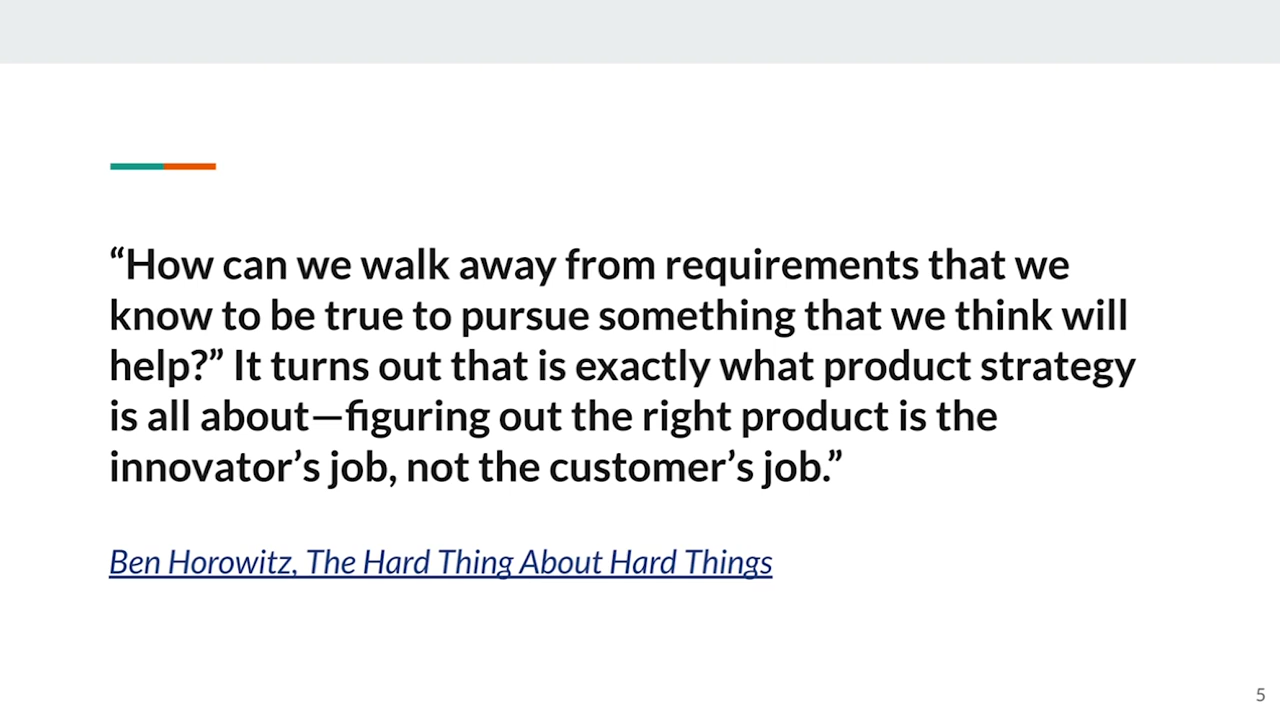 “How can we walk away from requirements that we
know to be true to pursue something that we think will
help?” It turns out that is exactly what product strategy
is all about—figuring out the right product is the
innovator’s job, not the customer’s job.”
Ben Horowitz, The Hard Thing About Hard Things
5